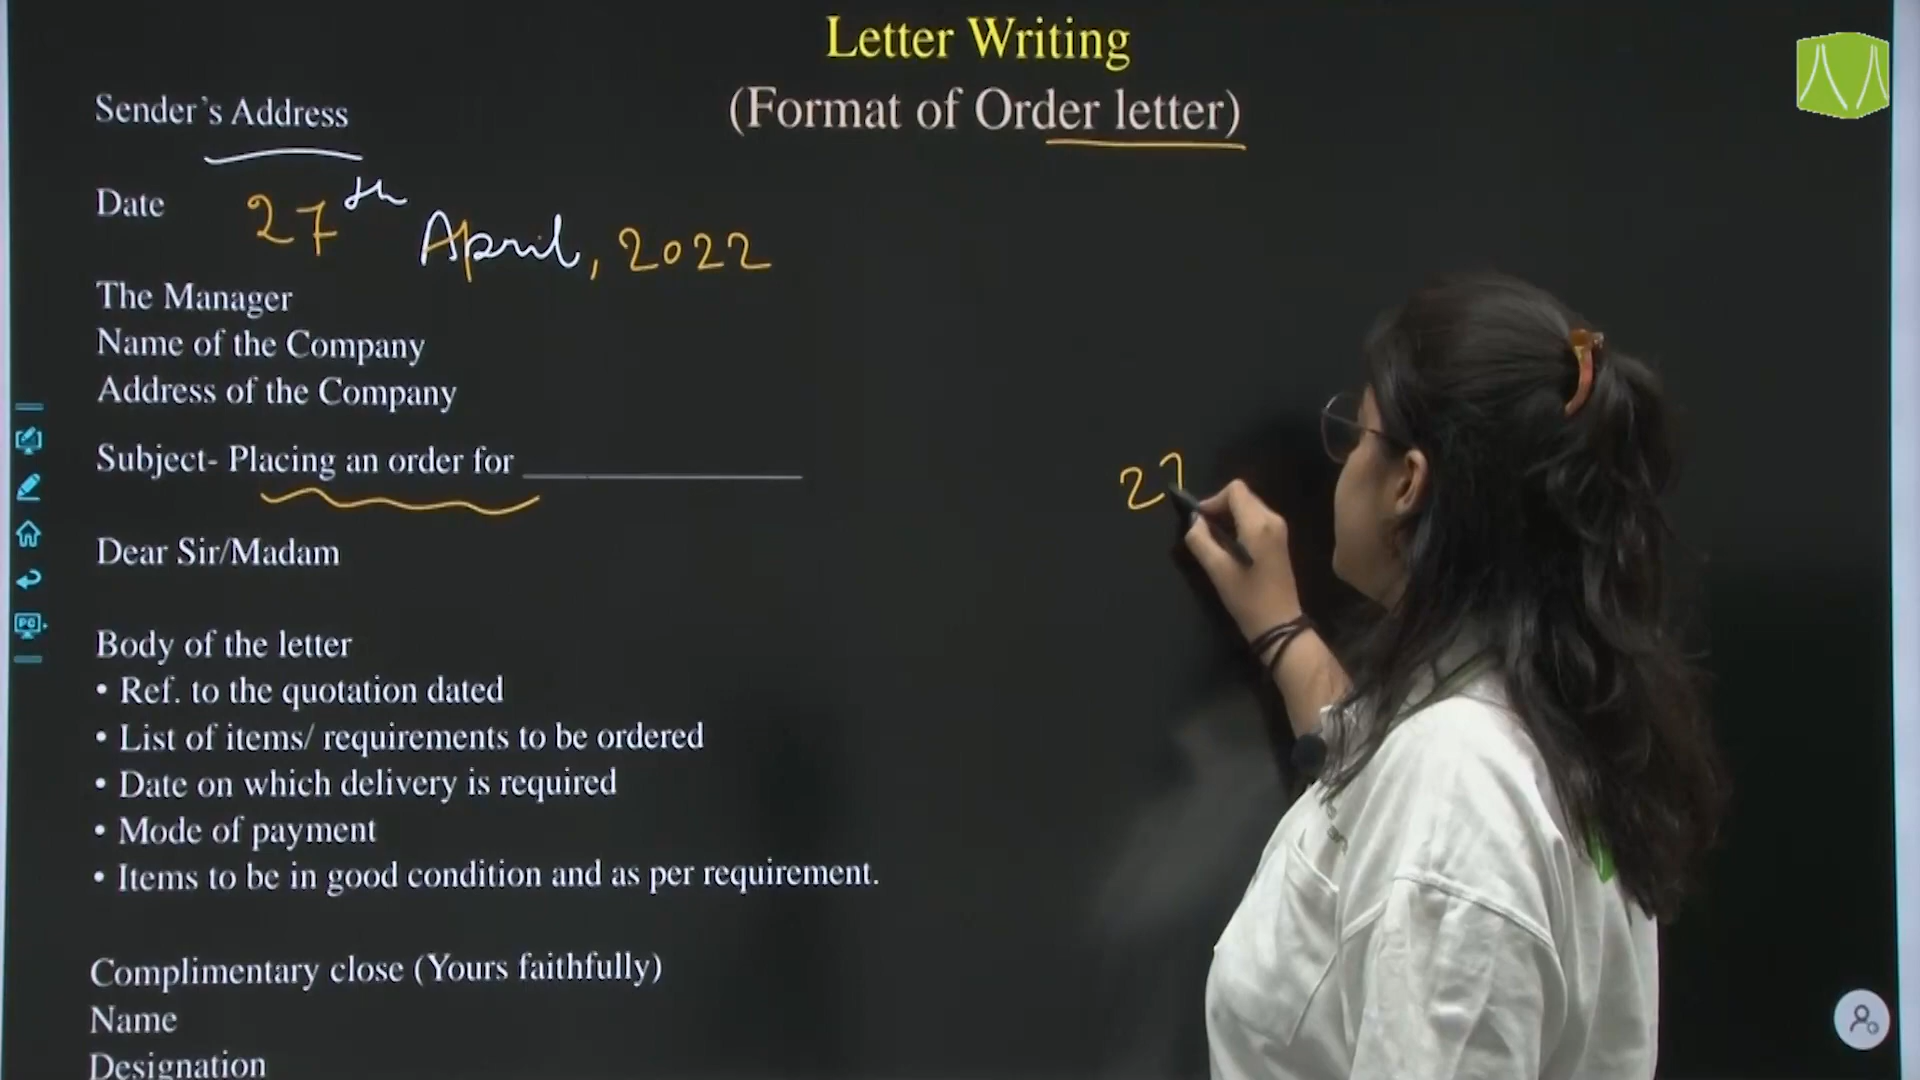 Letter Writing
(Format of Order letter)
Sender's Address
Date 27th April, 2022
The Manager
Name of the Company
Address of the Company
Subject- Placing an order for ____________
27
Dear Sir/Madam
Body of the letter
• Ref. to the quotation dated
• List of items/ requirements to be ordered
• Date on which delivery is required
• Mode of payment
• Items to be in good condition and as per requirement.
Complimentary close (Yours faithfully)
Name
Designation
PC